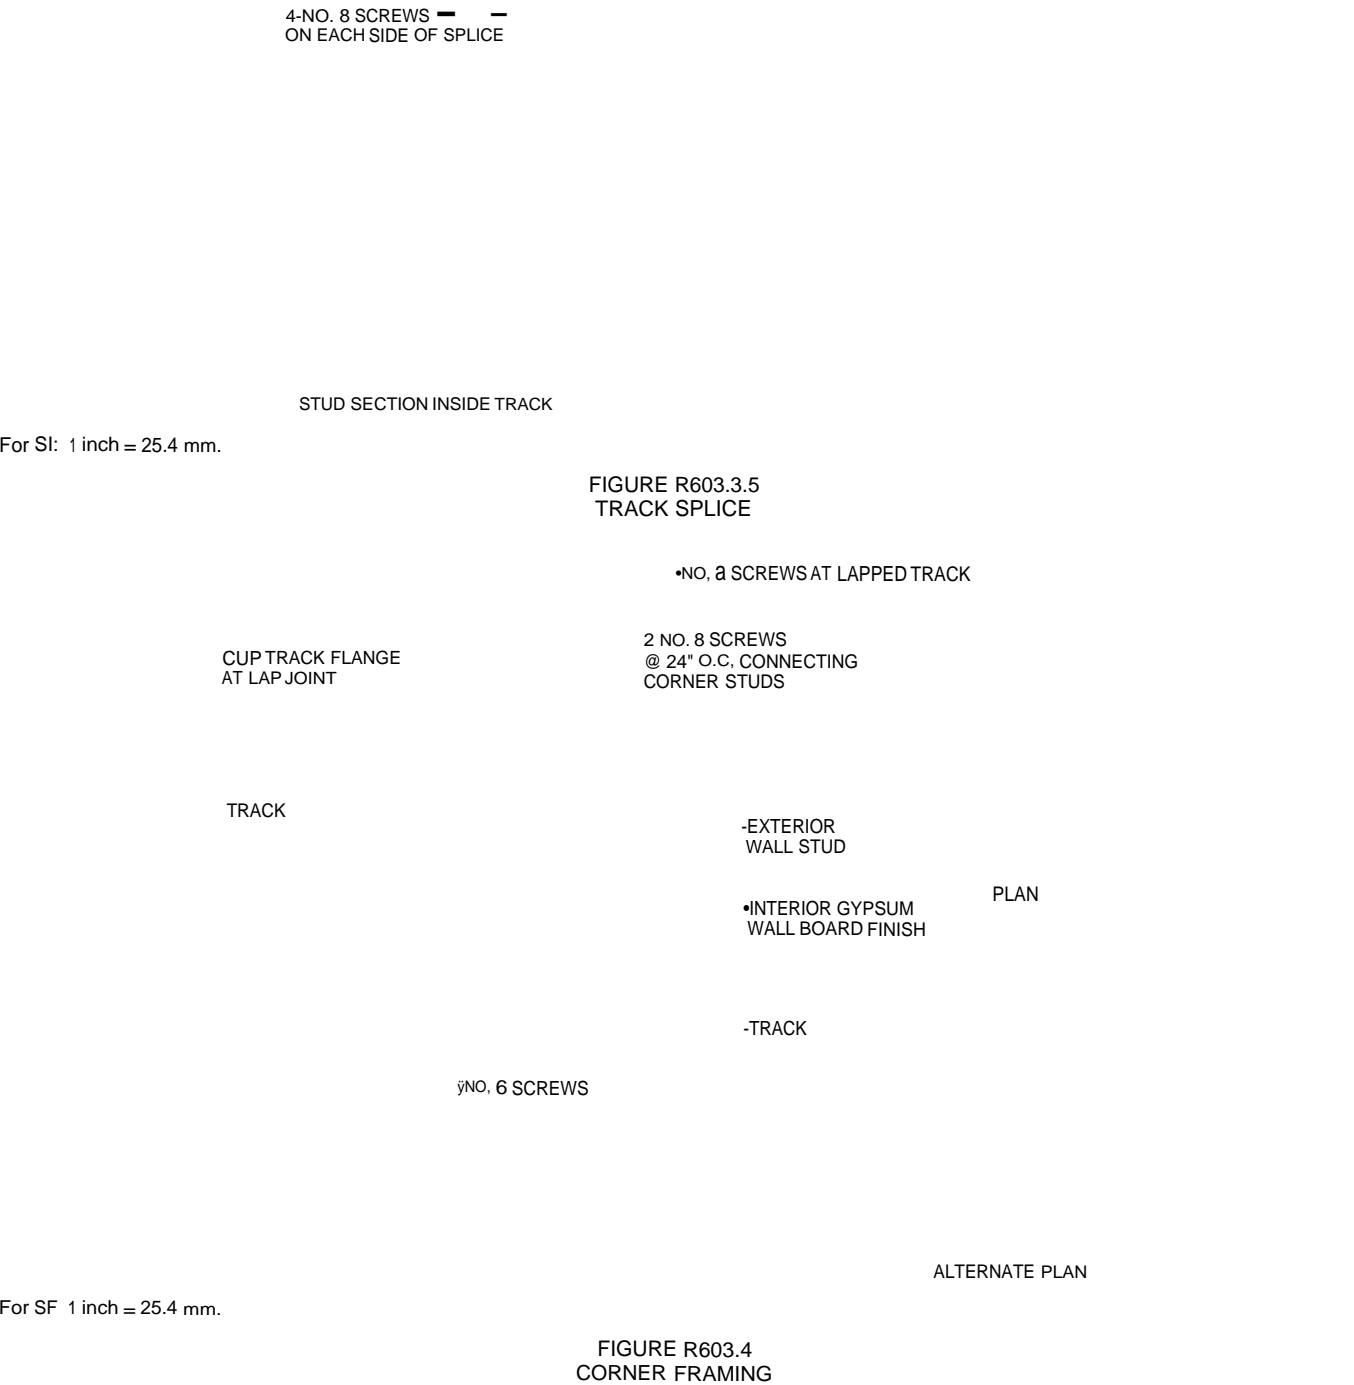 4-NO. 8 SCREWS
ON EACH SIDE OF SPLICE
STUD SECTION INSIDE TRACK
For SI: 1 inch = 25.4 mm.
FIGURE R603.3.5
TRACK SPLICE
•NO, a SCREWS AT LAPPED TRACK
2 NO. 8 SCREWS
@ 24" O.C, CONNECTING
CORNER STUDS
CUP TRACK FLANGE
AT LAP JOINT
TRACK
-EXTERIOR
WALL STUD
PLAN
•INTERIOR GYPSUM
WALL BOARD FINISH
-TRACK
ÿNO, 6 SCREWS
ALTERNATE PLAN
For SF 1 inch = 25.4 mm.
FIGURE R603.4
CORNER FRAMING